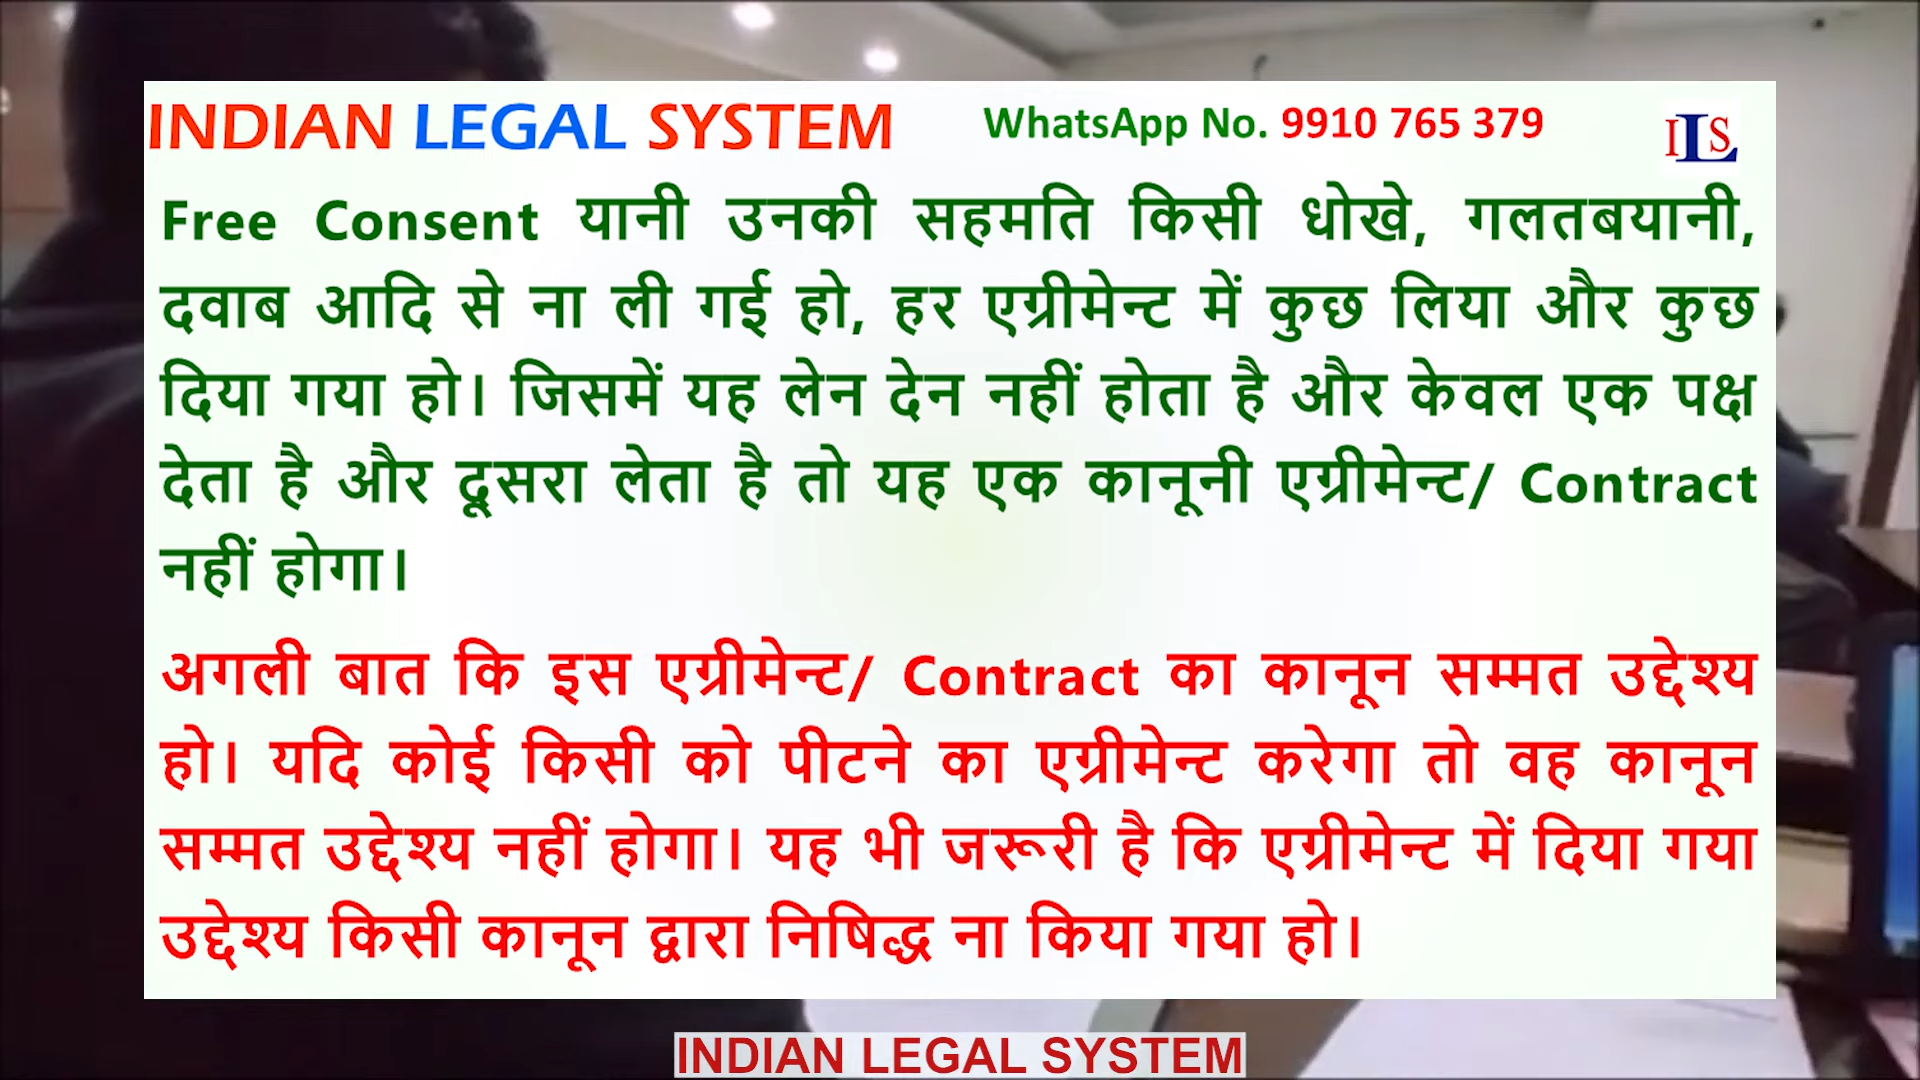 INDIAN LEGAL SYSTEM WhatsApp No. 9910 765 379 ILS
Free Consent यानी उनकी सहमति किसी धोखे, गलतबयानी,
दवाब आदि से ना ली गई हो, हर एग्रीमेन्ट में कुछ लिया और कुछ
दिया गया हो। जिसमें यह लेन देन नहीं होता है और केवल एक पक्ष
देता है और दूसरा लेता है तो यह एक कानूनी एग्रीमेन्ट/ Contract
नहीं होगा।
अगली बात कि इस एग्रीमेन्ट/ Contract का कानून सम्मत उद्देश्य
हो। यदि कोई किसी को पीटने का एग्रीमेन्ट करेगा तो वह कानून
सम्मत उद्देश्य नहीं होगा। यह भी जरूरी है कि एग्रीमेन्ट में दिया गया
उद्देश्य किसी कानून द्वारा निषिद्ध ना किया गया हो।
INDIAN LEGAL SYSTEM